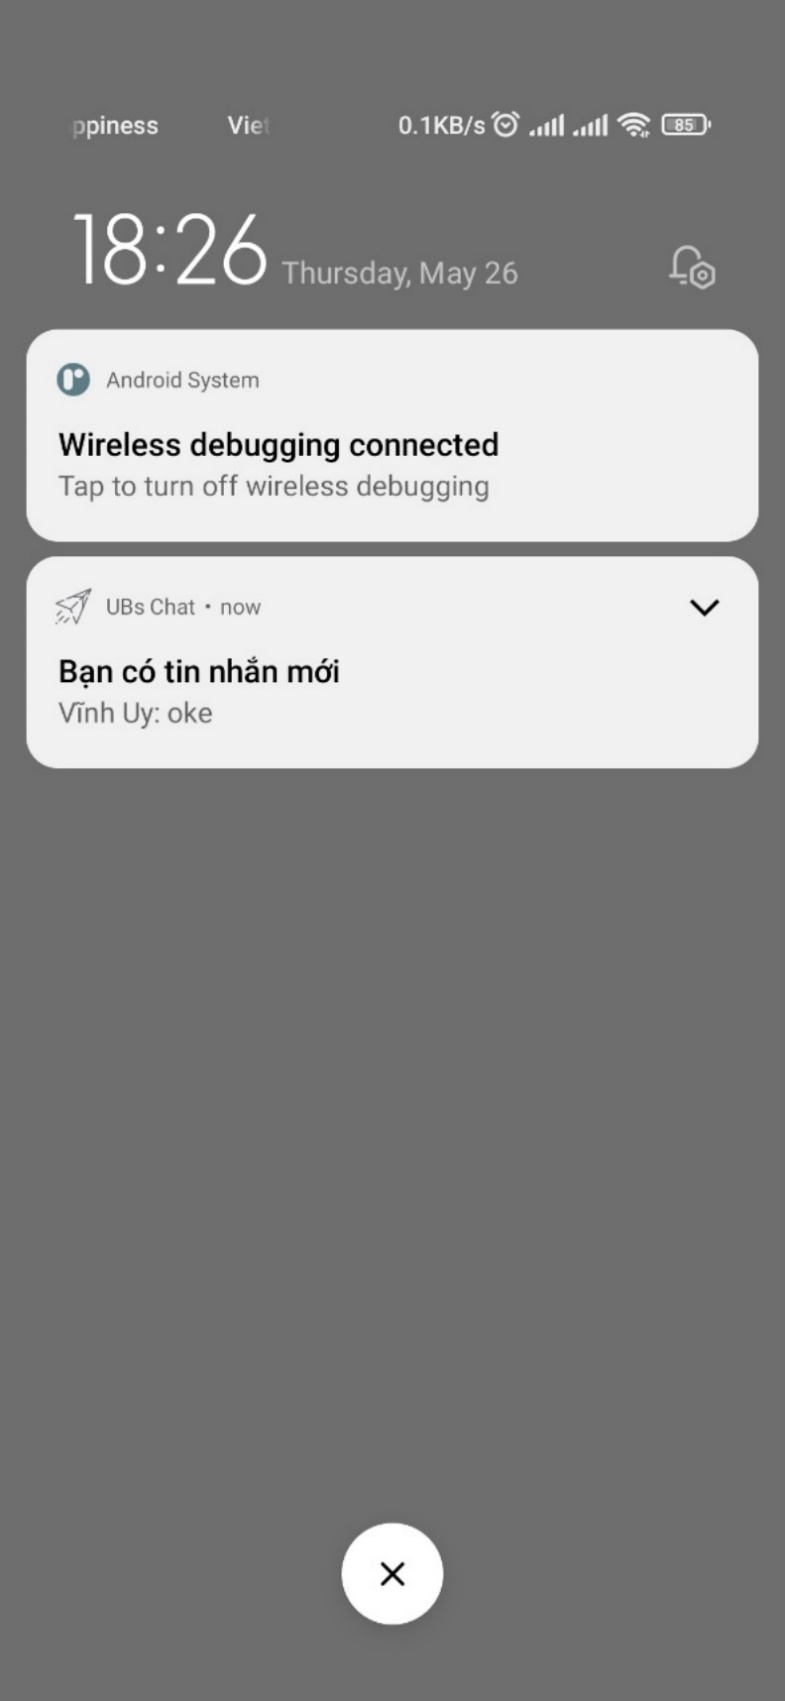 ppiness Viet 0.1KB/s 85
18:26 Thursday, May 26
Android System
Wireless debugging connected
Tap to turn off wireless debugging
UBs Chat • now
Bạn có tin nhắn mới
Vĩnh Uy: oke